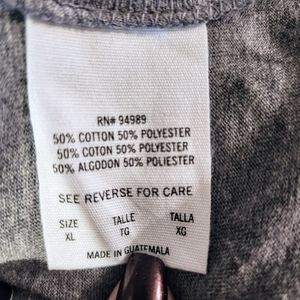 RN# 94989
50% COTTON 50% POLYESTER
50% COTON 50% POLYESTER
50% ALGODON 50% POLIESTER
SEE REVERSE FOR CARE
SIZE TALLE TALLA
XL TG XG
MADE IN GUATEMALA